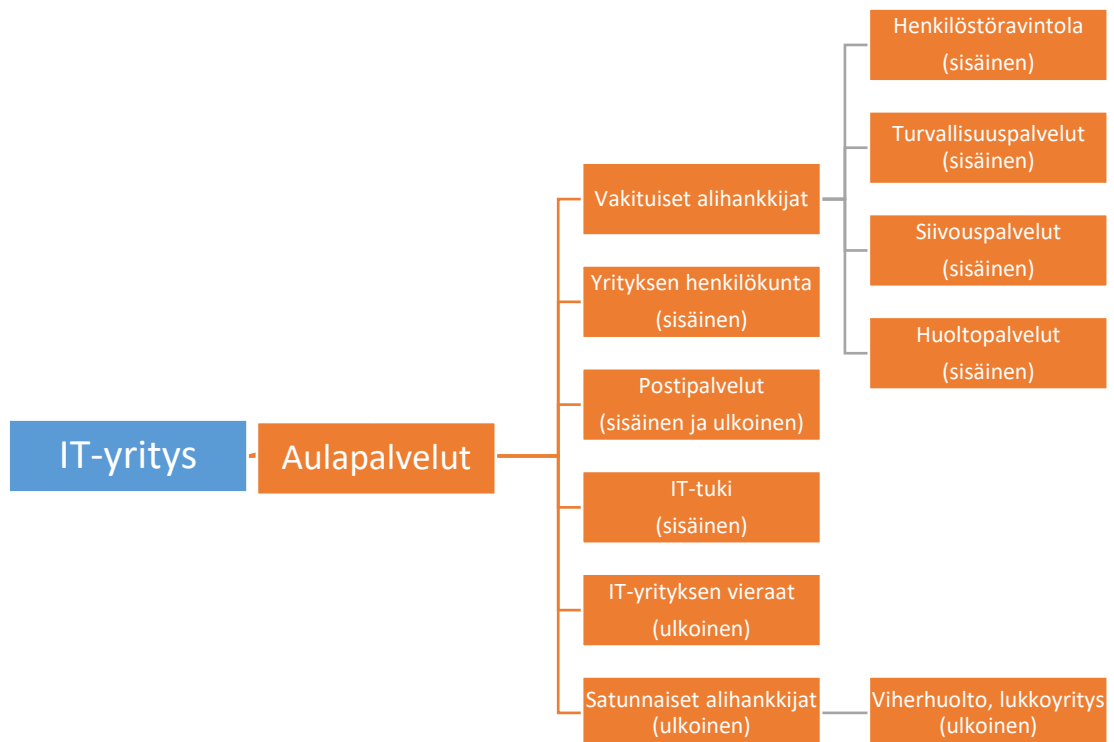 IT-yritys
Aulapalvelut
Vakituiset alihankkijat
Henkilöstöravintola
(sisäinen)
Turvallisuuspalvelut
(sisäinen)
Siivouspalvelut
(sisäinen)
Huoltopalvelut
(sisäinen)
Yrityksen henkilökunta
(sisäinen)
Postipalvelut
(sisäinen ja ulkoinen)
IT-tuki
(sisäinen)
IT-yrityksen vieraat
(ulkoinen)
Satunnaiset alihankkijat
(ulkoinen)
Viherhuolto, lukkoyritys
(ulkoinen)